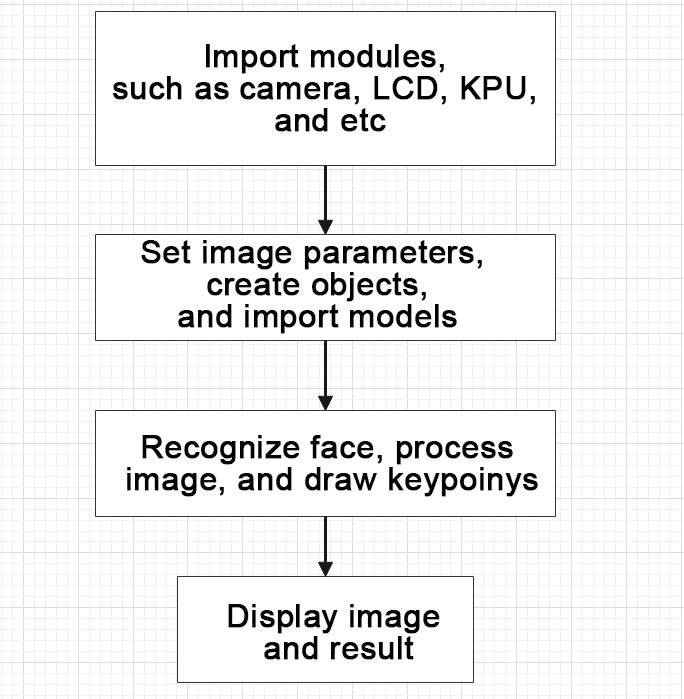 Import modules,
such as camera, LCD, KPU,
and etc
Set image parameters,
create objects,
and import models
Recognize face, process
image, and draw keypoinys
Display image
and result